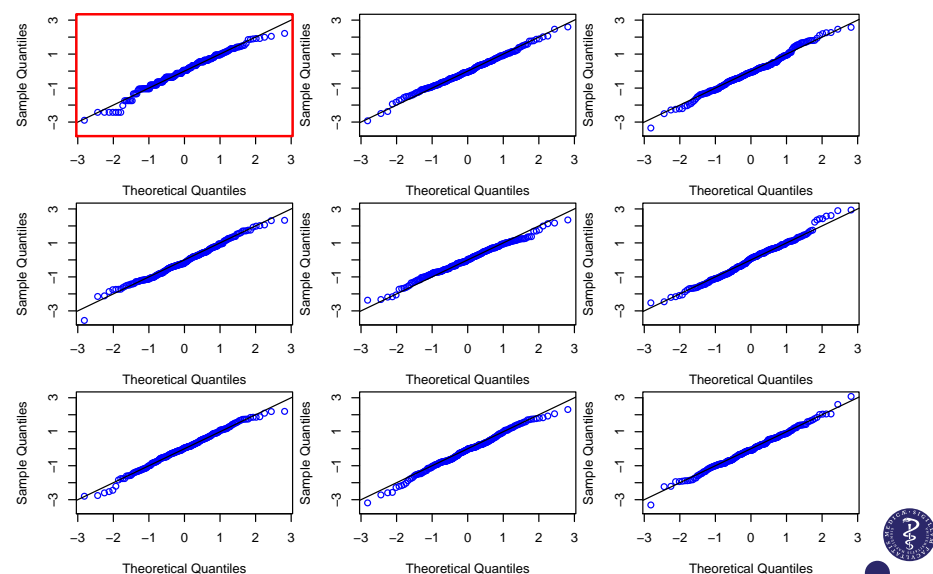 Sample Quantiles Sample Quantiles Sample Quantiles
3 3 3
1 1 1
−1 −1 −1
−3 −3 −3
−3 −2 −1 0 1 2 3 −3 −2 −1 0 1 2 3 −3 −2 −1 0 1 2 3
Theoretical Quantiles Theoretical Quantiles Theoretical Quantiles
Sample Quantiles Sample Quantiles Sample Quantiles
3 3 3
1 1 1
−1 −1 −1
−3 −3 −3
−3 −2 −1 0 1 2 3 −3 −2 −1 0 1 2 3 −3 −2 −1 0 1 2 3
Theoretical Quantiles Theoretical Quantiles Theoretical Quantiles
Sample Quantiles Sample Quantiles Sample Quantiles
3 3 3
1 1 1
−1 −1 −1
−3 −3 −3
−3 −2 −1 0 1 2 3 −3 −2 −1 0 1 2 3 −3 −2 −1 0 1 2 3
Theoretical Quantiles Theoretical Quantiles Theoretical Quantiles